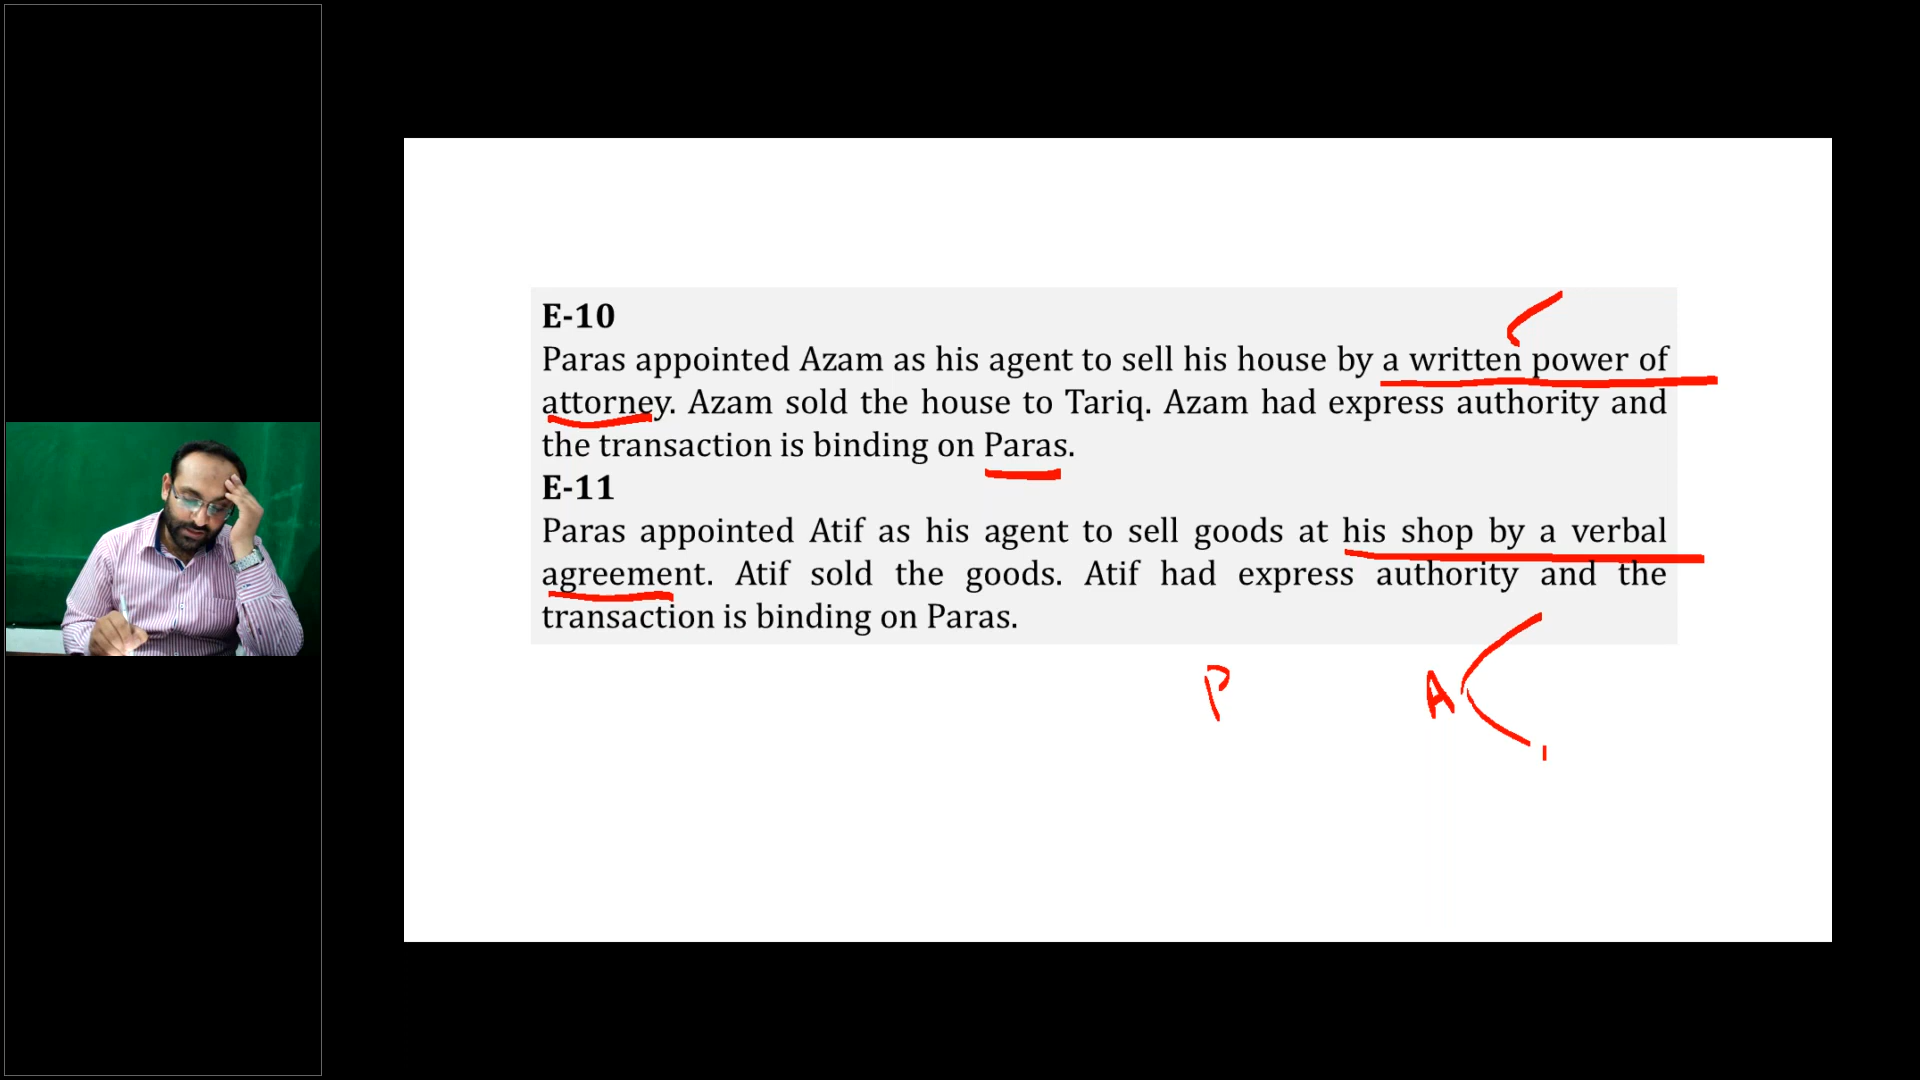 E-10
Paras appointed Azam as his agent to sell his house by a written power of
attorney. Azam sold the house to Tariq. Azam had express authority and
the transaction is binding on Paras.
E-11
Paras appointed Atif as his agent to sell goods at his shop by a verbal
agreement. Atif sold the goods. Atif had express authority and the
transaction is binding on Paras.
P A